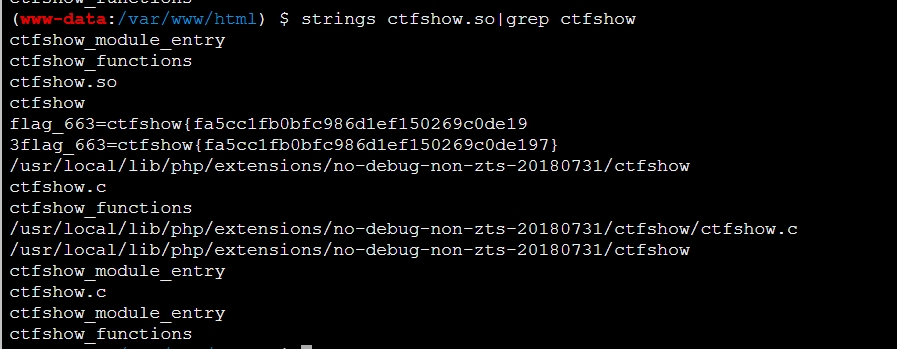 (www-data:/var/www/html) $ strings ctfshow.so|grep ctfshow
ctfshow_module_entry
ctfshow_functions
ctfshow.so
ctfshow
flag_663=ctfshow{fa5cc1fb0bfc986d1ef150269c0de19
3flag_663=ctfshow{fa5cc1fb0bfc986d1ef150269c0de197}
/usr/local/lib/php/extensions/no-debug-non-zts-20180731/ctfshow
ctfshow.c
ctfshow_functions
/usr/local/lib/php/extensions/no-debug-non-zts-20180731/ctfshow/ctfshow.c
/usr/local/lib/php/extensions/no-debug-non-zts-20180731/ctfshow
ctfshow_module_entry
ctfshow.c
ctfshow_module_entry
ctfshow_functions